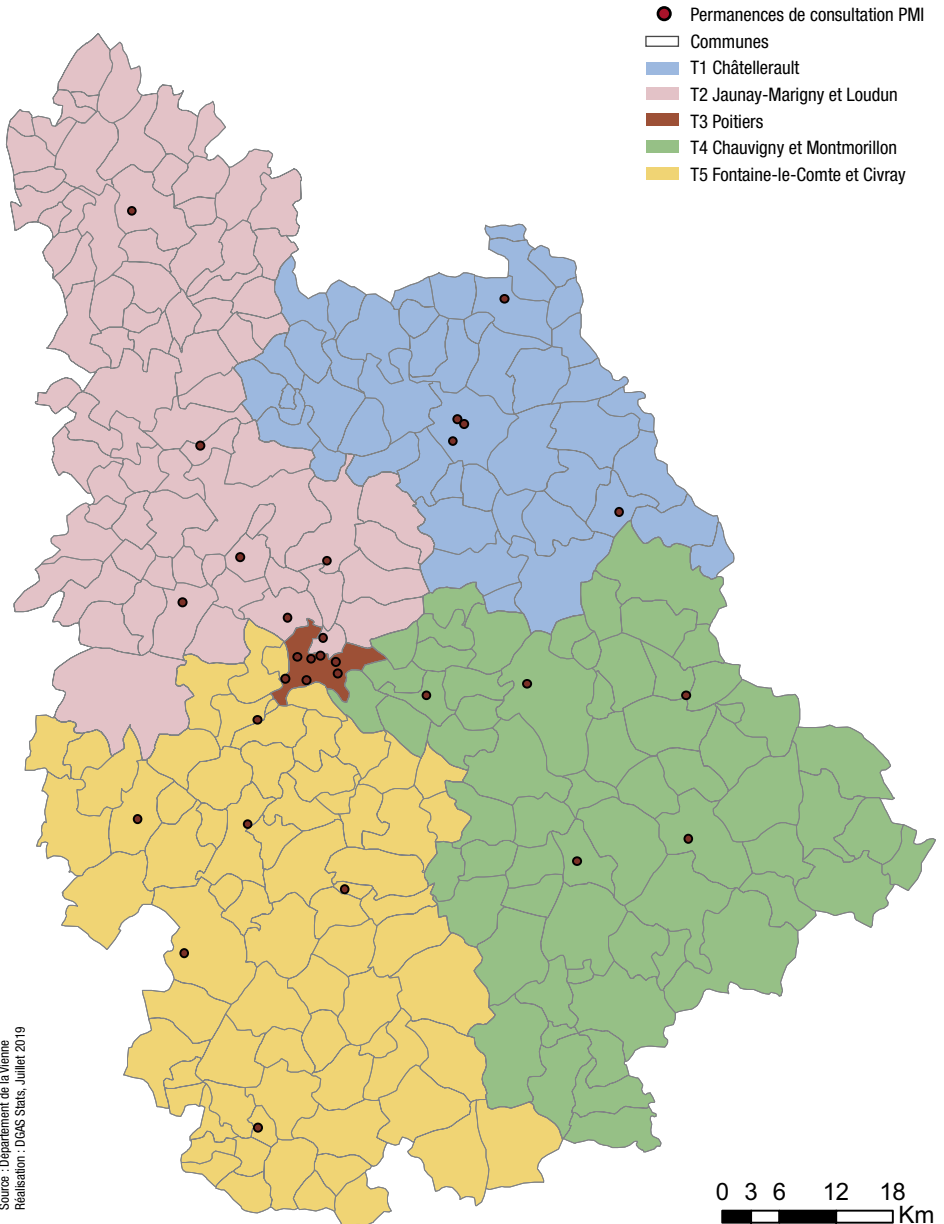 Permanences de consultation PMI
Communes
T1 Châtellerault
T2 Jaunay-Marigny et Loudun
T3 Poitiers
T4 Chauvigny et Montmorillon
T5 Fontaine-le-Comte et Civray
Source : Département de la Vienne
Réalisation : DGAS Stats, Juillet 2019
0 3 6 12 18
Km